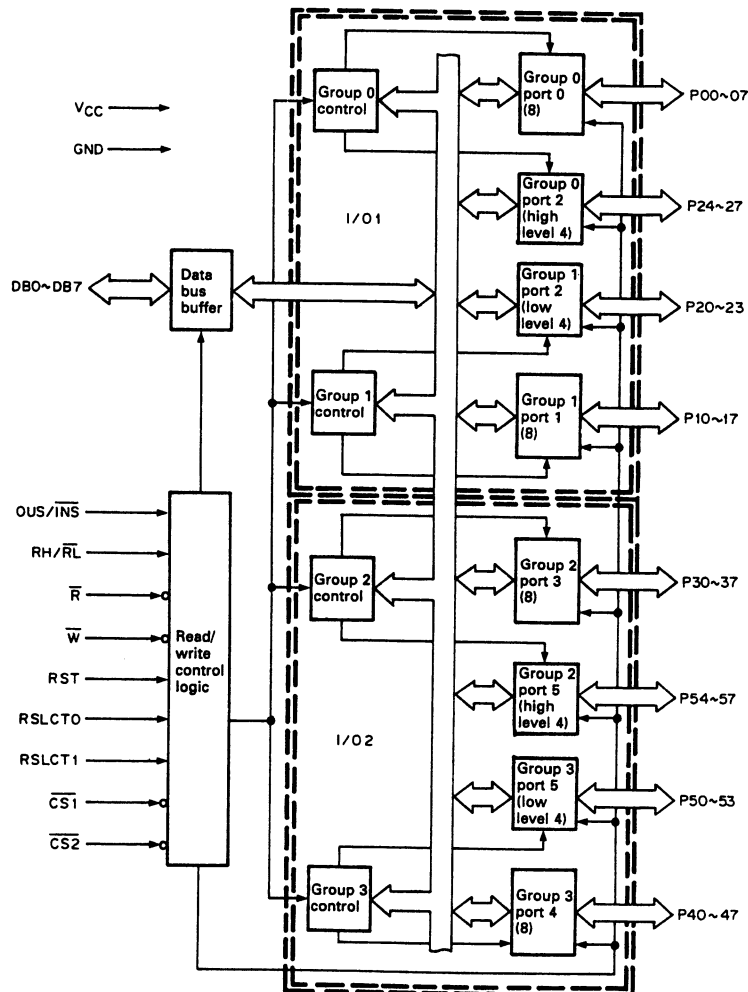 VCC
GND
DB0~DB7
Data
bus
buffer
OUS/INS
RH/RL
R
W
RST
RSLCT0
RSLCT1
CS1
CS2
Read/
write
control
logic
I/O1
Group 0
control
Group 0
port 0
(8)
P00~07
Group 0
port 2
(high
level 4)
P24~27
Group 1
port 2
(low
level 4)
P20~23
Group 1
control
Group 1
port 1
(8)
P10~17
I/O2
Group 2
control
Group 2
port 3
(8)
P30~37
Group 2
port 5
(high
level 4)
P54~57
Group 3
port 5
(low
level 4)
P50~53
Group 3
control
Group 3
port 4
(8)
P40~47